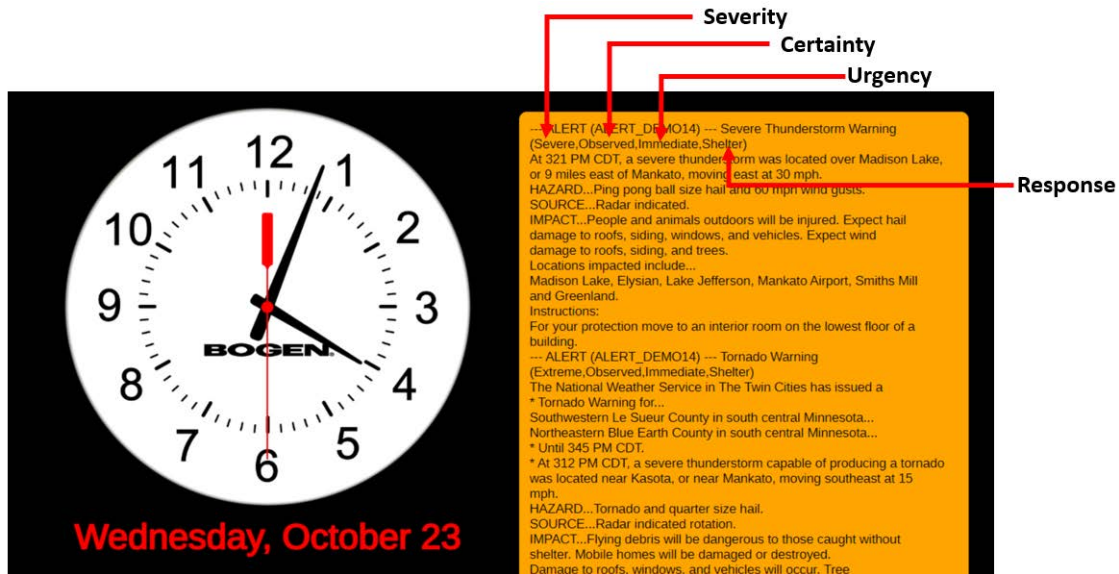 Severity
Certainty
Urgency
Response
--- ALERT (ALERT_DEMO14) --- Severe Thunderstorm Warning
(Severe,Observed,Immediate,Shelter)
At 321 PM CDT, a severe thunderstorm was located over Madison Lake,
or 9 miles east of Mankato, moving east at 30 mph.
HAZARD...Ping pong ball size hail and 60 mph wind gusts.
SOURCE...Radar indicated.
IMPACT...People and animals outdoors will be injured. Expect hail
damage to roofs, siding, windows, and vehicles. Expect wind
damage to roofs, siding, and trees.
Locations impacted include...
Madison Lake, Elysian, Lake Jefferson, Mankato Airport, Smiths Mill
and Greenland.
Instructions:
For your protection move to an interior room on the lowest floor of a
building.
--- ALERT (ALERT_DEMO14) --- Tornado Warning
(Extreme,Observed,Immediate,Shelter)
The National Weather Service in The Twin Cities has issued a
* Tornado Warning for...
Southwestern Le Sueur County in south central Minnesota...
Northeastern Blue Earth County in south central Minnesota...
* Until 345 PM CDT.
* At 312 PM CDT, a severe thunderstorm capable of producing a tornado
was located near Kasota, or near Mankato, moving southeast at 15
mph.
HAZARD...Tornado and quarter size hail.
SOURCE...Radar indicated rotation.
IMPACT...Flying debris will be dangerous to those caught without
shelter. Mobile homes will be damaged or destroyed.
Damage to roofs, windows, and vehicles will occur. Tree
12
1
2
3
4
5
6
7
8
9
10
11
BOGEN
Wednesday, October 23